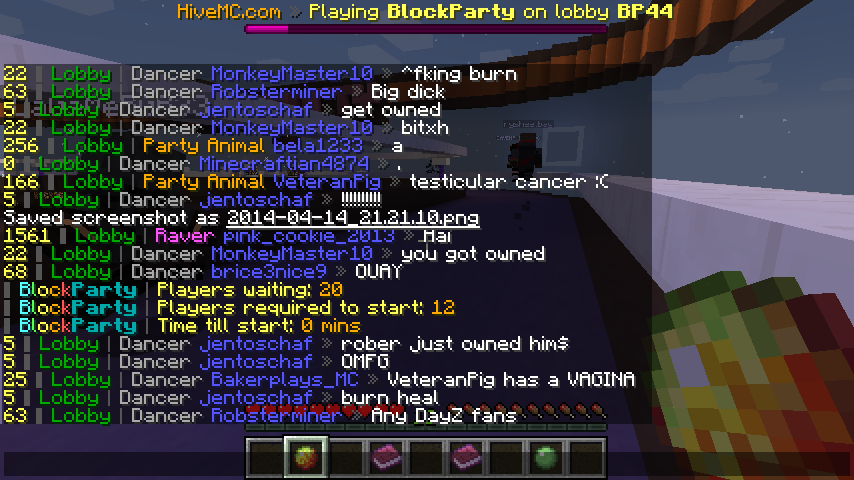 HiveMC.com » Playing BlockParty on lobby BP44
22 | Lobby | Dancer MonkeyMaster10 » ^fking burn
63 | Lobby | Dancer Robsterminer » Big dick
5 | Lobby | Dancer jentoschaf » get owned
22 | Lobby | Dancer MonkeyMaster10 » bitxh
256 | Lobby | Party Animal bela1233 » a
0 | Lobby | Dancer Minecraftian4874 » .
166 | Lobby | Party Animal VeteranPig » testicular cancer :(
5 | Lobby | Dancer jentoschaf » !!!!!!!!!!
Saved screenshot as 2014-04-14_21.21.10.png
1561 | Lobby | Raver pink_cookie_2013 » Hai
22 | Lobby | Dancer MonkeyMaster10 » you got owned
68 | Lobby | Dancer brice3nice9 » OUAY
| BlockParty | Players waiting: 20
| BlockParty | Players required to start: 12
| BlockParty | Time till start: 0 mins
5 | Lobby | Dancer jentoschaf » rober just owned him$
5 | Lobby | Dancer jentoschaf » OMFG
25 | Lobby | Dancer Bakerplays_MC » VeteranPig has a VAGINA
5 | Lobby | Dancer jentoschaf » burn heal
63 | Lobby | Dancer Robsterminer » Any DayZ fans